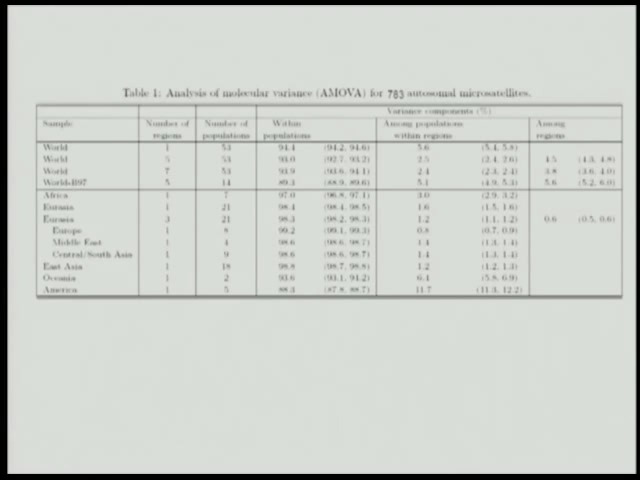 Table 1: Analysis of molecular variance (AMOVA) for 783 autosomal microsatellites.
Variance components (%)
Sample Number of Number of Within Among populations Among
regions populations populations within regions regions
World 1 53 94.4 (94.2, 94.6) 5.6 (5.4, 5.8)
World 5 53 93.0 (92.7, 93.2) 2.5 (2.4, 2.6) 4.5 (4.3, 4.8)
World 7 53 93.9 (93.6, 94.1) 2.4 (2.3, 2.4) 3.8 (3.6, 4.0)
World-B97 5 14 89.3 (88.9, 89.6) 5.1 (4.9, 5.3) 5.6 (5.2, 6.0)
Africa 1 7 97.0 (96.8, 97.1) 3.0 (2.9, 3.2)
Eurasia 1 21 98.4 (98.4, 98.5) 1.6 (1.5, 1.6)
Eurasia 3 21 98.3 (98.2, 98.3) 1.2 (1.1, 1.2) 0.6 (0.5, 0.6)
Europe 1 8 99.2 (99.1, 99.3) 0.8 (0.7, 0.9)
Middle East 1 4 98.6 (98.6, 98.7) 1.4 (1.3, 1.4)
Central/South Asia 1 9 98.6 (98.6, 98.7) 1.4 (1.3, 1.4)
East Asia 1 18 98.8 (98.7, 98.8) 1.2 (1.2, 1.3)
Oceania 1 2 93.6 (93.1, 94.2) 6.4 (5.8, 6.9)
America 1 5 88.3 (87.8, 88.7) 11.7 (11.3, 12.2)